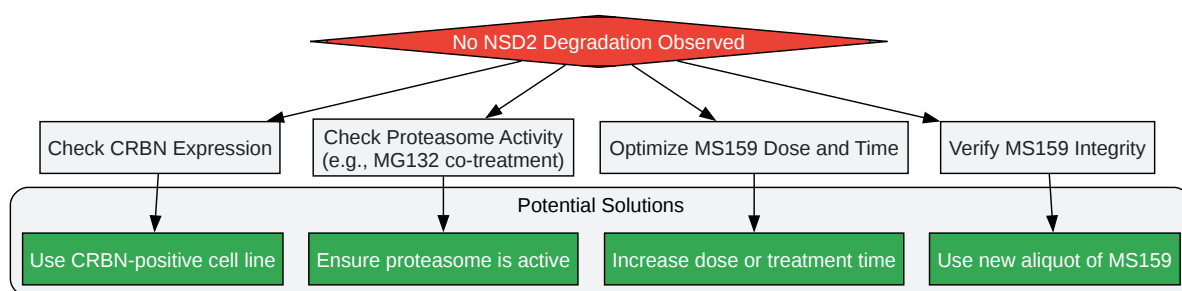 No NSD2 Degradation Observed
Check CRBN Expression
Check Proteasome Activity
(e.g., MG132 co-treatment)
Optimize MS159 Dose and Time
Verify MS159 Integrity
Potential Solutions
Use CRBN-positive cell line
Ensure proteasome is active
Increase dose or treatment time
Use new aliquot of MS159